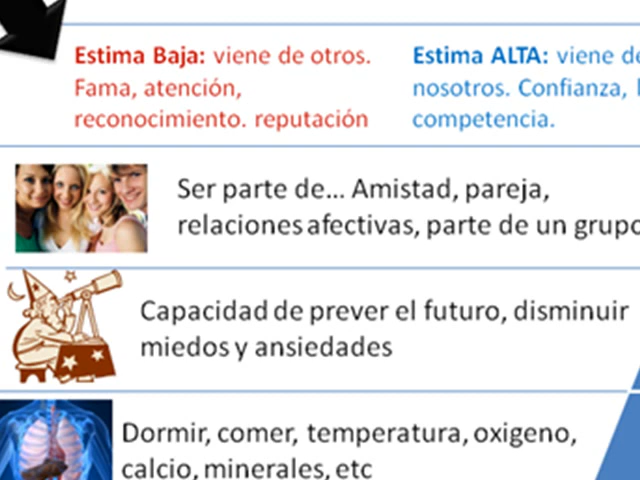 Estima Baja: viene de otros.
Fama, atención,
reconocimiento. reputación
Estima ALTA: viene de
nosotros. Confianza,
competencia.
Ser parte de... Amistad, pareja,
relaciones afectivas, parte de un grupo
Capacidad de prever el futuro, disminuir
miedos y ansiedades
Dormir, comer, temperatura, oxigeno,
calcio, minerales, etc